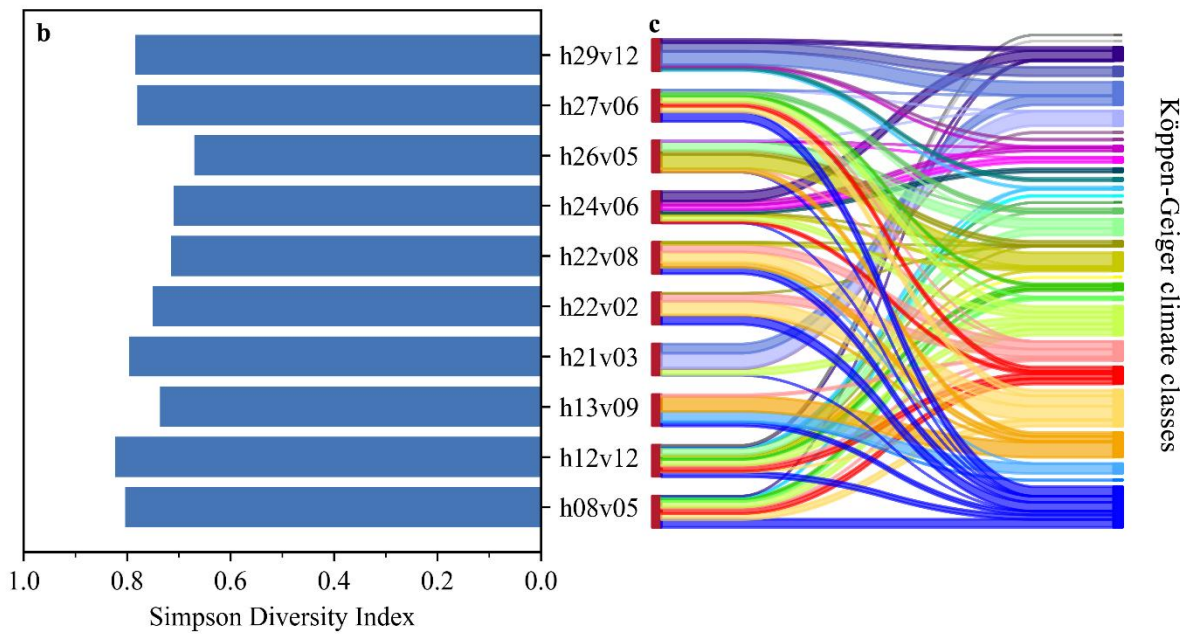 b
c
h29v12
h27v06
h26v05
h24v06
h22v08
h22v02
h21v03
h13v09
h12v12
h08v05
1.0 0.8 0.6 0.4 0.2 0.0
Simpson Diversity Index
Köppen-Geiger climate classes